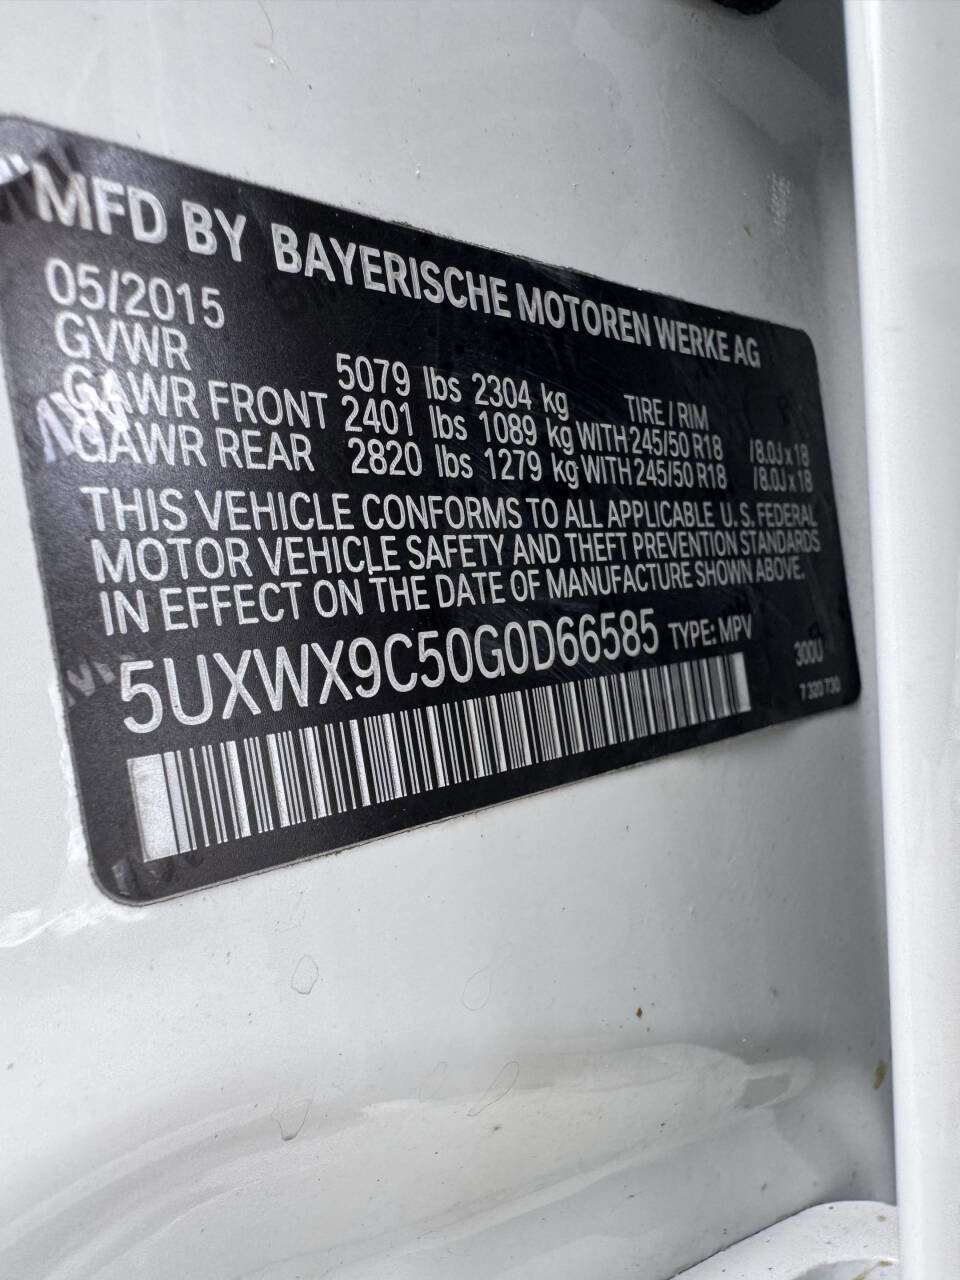 MFD BY BAYERISCHE MOTOREN WERKE AG
05/2015
GVWR 5079 lbs 2304 kg TIRE / RIM
GAWR FRONT 2401 lbs 1089 kg WITH 245/50 R18 /8.0J x 18
GAWR REAR 2820 lbs 1279 kg WITH 245/50 R18 /8.0J x 18
THIS VEHICLE CONFORMS TO ALL APPLICABLE U.S. FEDERAL
MOTOR VEHICLE SAFETY AND THEFT PREVENTION STANDARDS
IN EFFECT ON THE DATE OF MANUFACTURE SHOWN ABOVE.
5UXWX9C50G0D66585 TYPE: MPV
300U
7 320 730